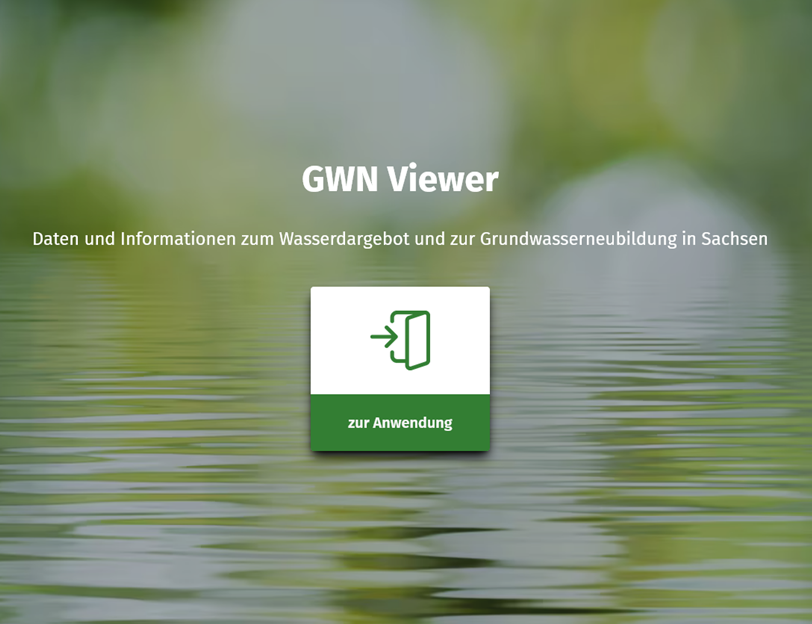 GWN Viewer
Daten und Informationen zum Wasserdargebot und zur Grundwasserneubildung in Sachsen
zur Anwendung